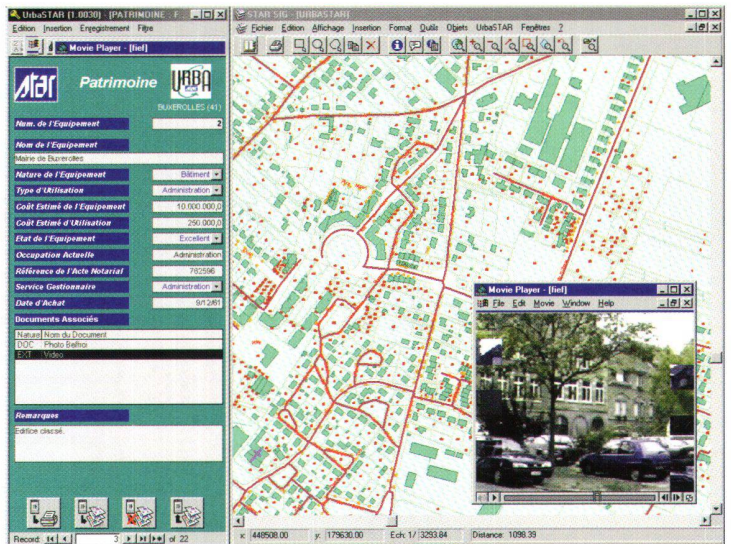 UrbaSTAR (1.0030) - [PATRIMOINE : F...
Edition Insertion Enregistrement Filtre
Movie Player - [fief]
STAR
Patrimoine
URBA
BUXEROLLES (41)
Num. de l'Equipement 2
Nom de l'Equipement
Mairie de Buxerolles
Nature de l'Equipement Bâtiment
Type d'Utilisation Administration
Coût Estimé de l'Equipement 10.000.000,0
Coût Estimé d'Utilisation 250.000,0
Etat de l'Equipement Excellent
Occupation Actuelle Administration
Référence de l'Acte Notarial 762596
Service Gestionnaire Administration
Date d'Achat 9/12/61
Documents Associés
Nature Nom du Document
DOC Photo Beffroi
EXT Video
Remarques
Edifice classé.
Record: 3 of 22
STAR SIG - [URBASTAR]
Fichier Edition Affichage Insertion Format Outils Objets UrbaSTAR Fenêtres ?
Movie Player - [fief]
File Edit Movie Window Help
x: 448508.00 y: 179630.00 Ech: 1/ 3293.84 Distance: 1098.39